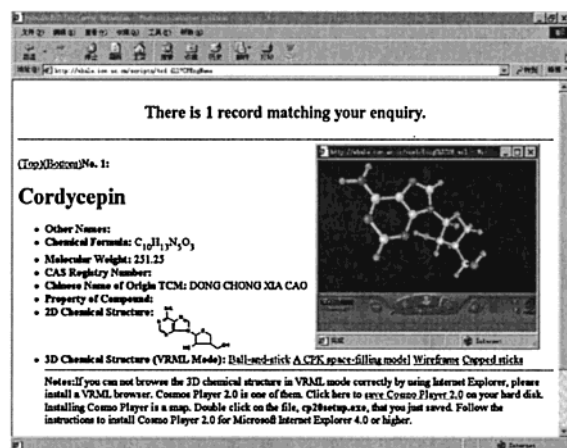 There is 1 record matching your enquiry.
(Top)(Bottom)No. 1:
Cordycepin
Other Names:
Chemical Formula: C10H13N5O3
Molecular Weight: 251.25
CAS Registry Number:
Chinese Name of Origin TCM: DONG CHONG XIA CAO
Property of Compound:
2D Chemical Structure:
3D Chemical Structure (VRML Mode): Ball-and-stick A CPK space-filling model Wireframe Capped sticks
Notes:If you can not browse the 3D chemical structure in VRML mode correctly by using Internet Explorer, please
install a VRML browser. Cosmos Player 2.0 is one of them. Click here to save Cosmo Player 2.0 on your hard disk.
Installing Cosmo Player is a map. Double click on the file, cp20setup.exe, that you just saved. Follow the
instructions to install Cosmo Player 2.0 for Microsoft Internet Explorer 4.0 or higher.
Internet
Internet